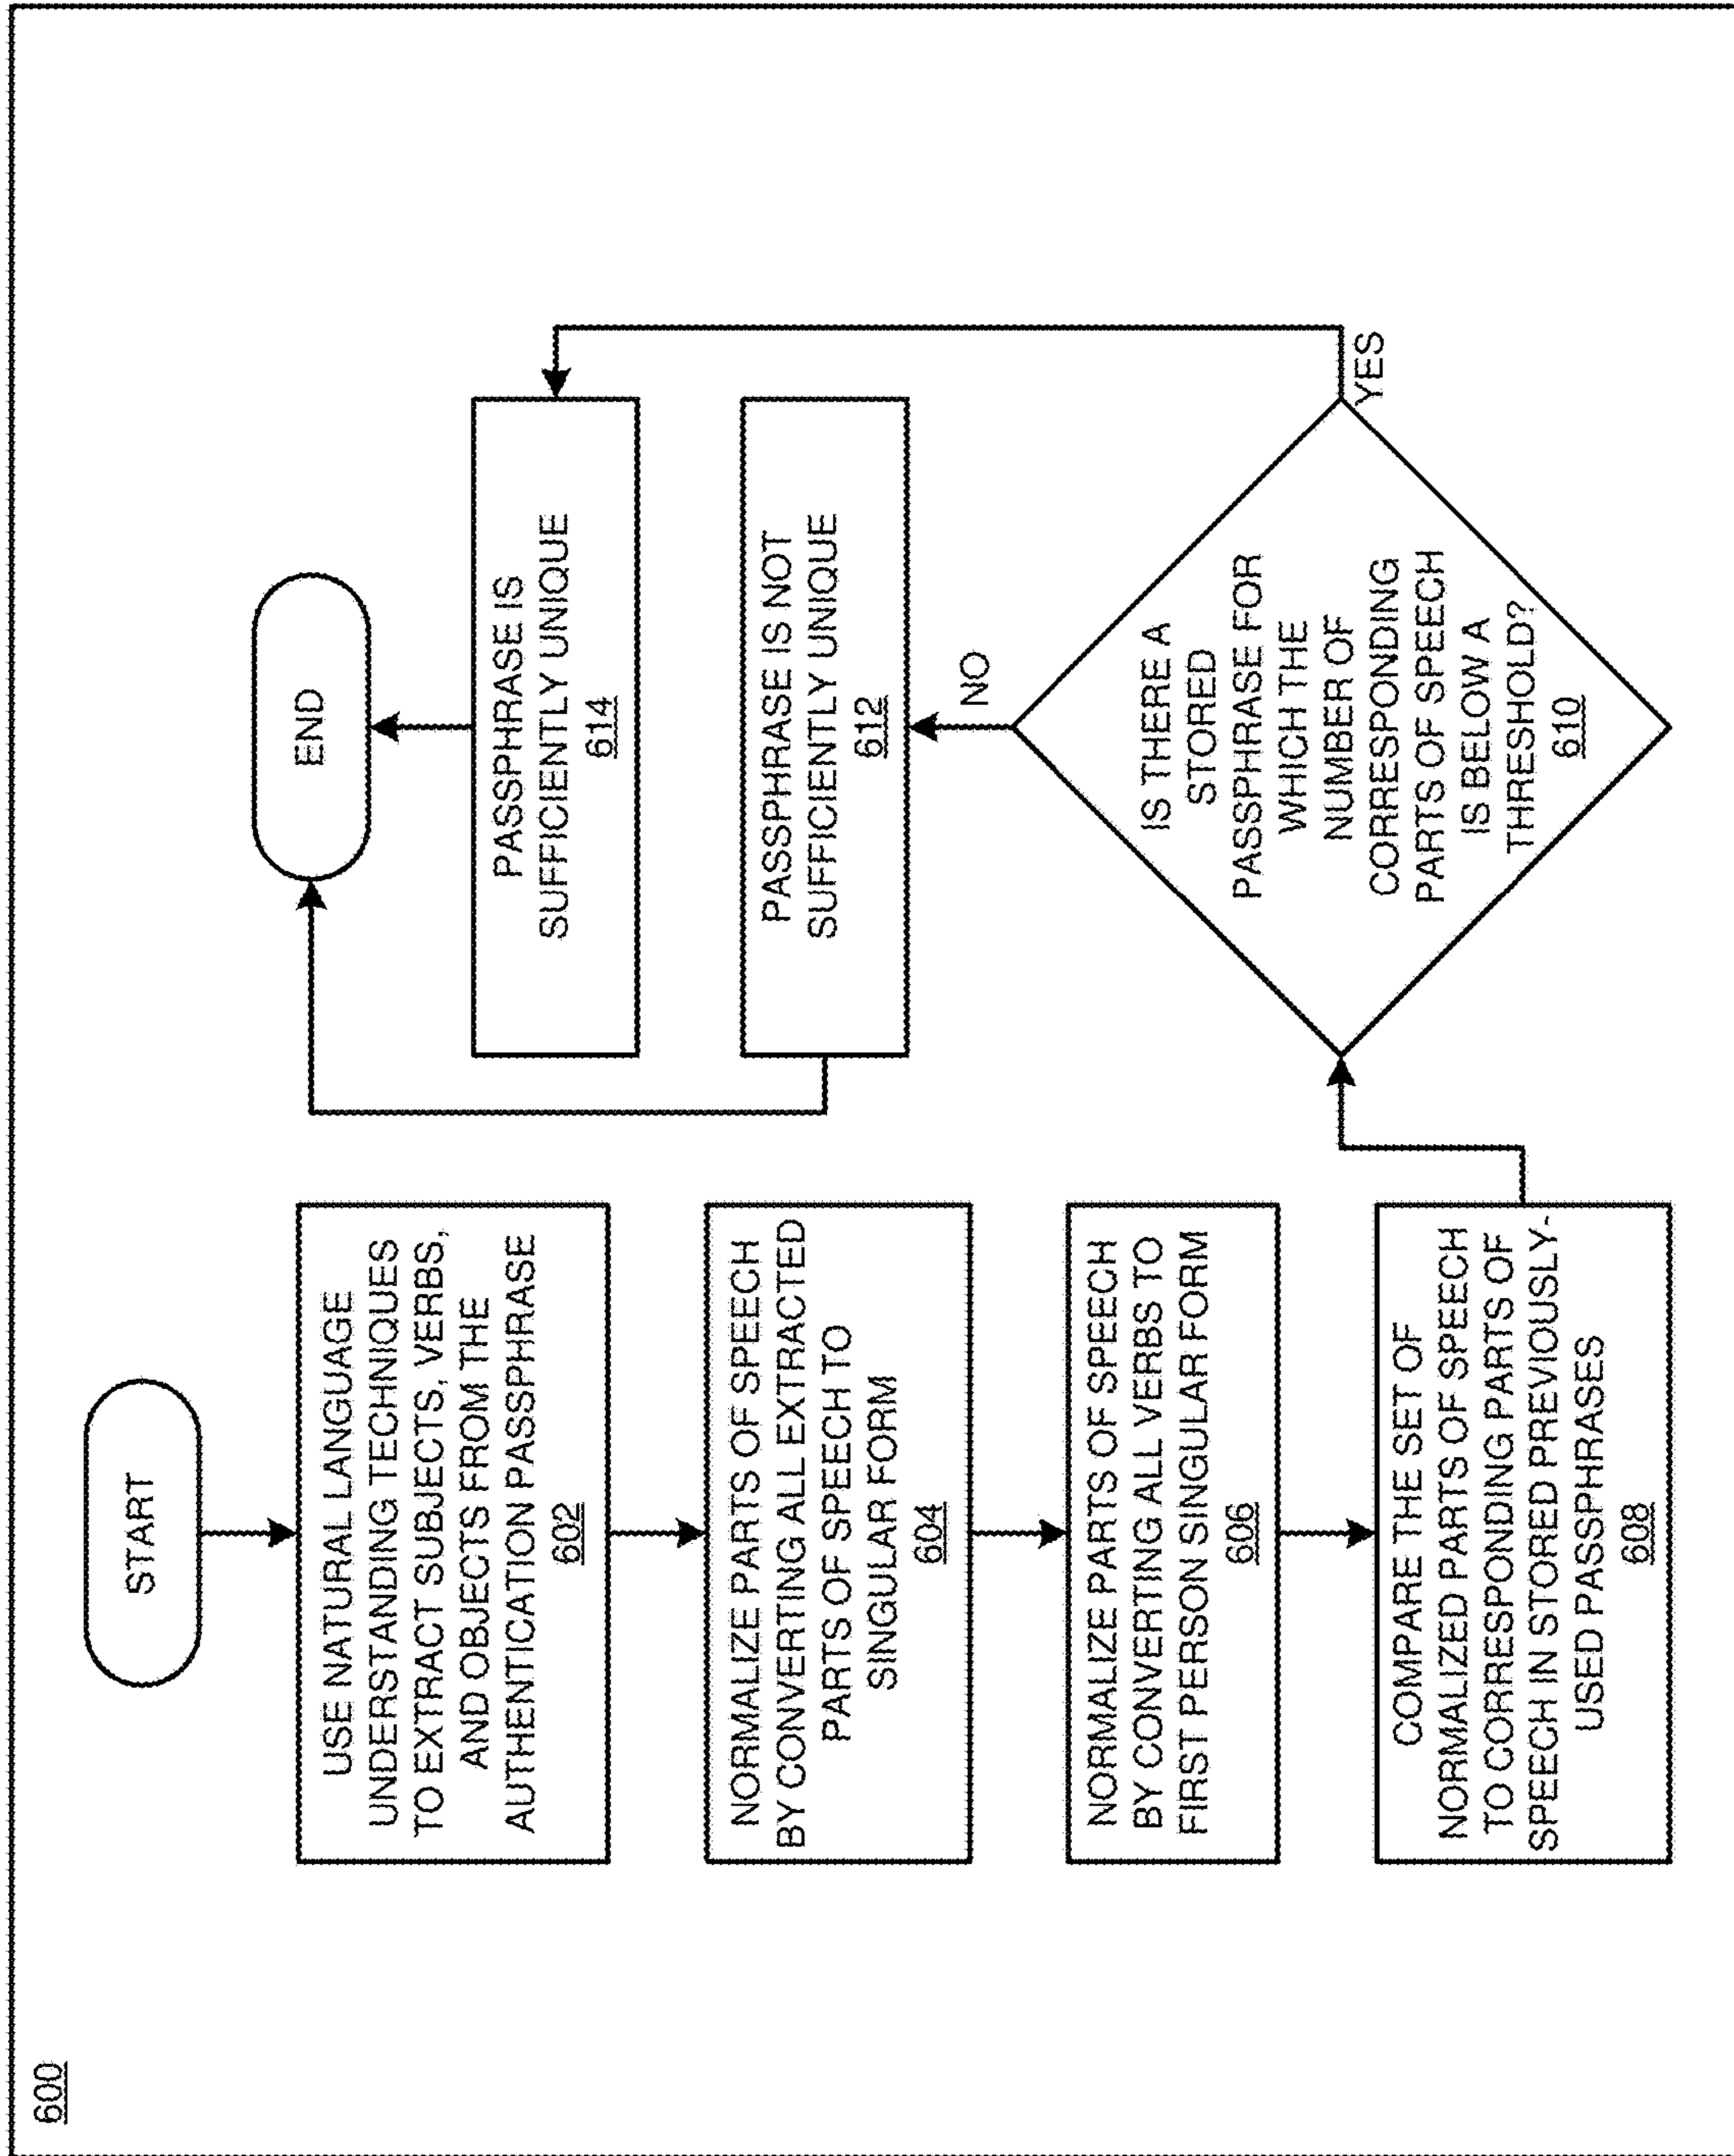 600
START
USE NATURAL LANGUAGE
UNDERSTANDING TECHNIQUES
TO EXTRACT SUBJECTS, VERBS,
AND OBJECTS FROM THE
AUTHENTICATION PASSPHRASE
602
NORMALIZE PARTS OF SPEECH
BY CONVERTING ALL EXTRACTED
PARTS OF SPEECH TO
SINGULAR FORM
604
NORMALIZE PARTS OF SPEECH
BY CONVERTING ALL VERBS TO
FIRST PERSON SINGULAR FORM
606
COMPARE THE SET OF
NORMALIZED PARTS OF SPEECH
TO CORRESPONDING PARTS OF
SPEECH IN STORED PREVIOUSLY-
USED PASSPHRASES
608
END
PASSPHRASE IS
SUFFICIENTLY UNIQUE
614
PASSPHRASE IS NOT
SUFFICIENTLY UNIQUE
612
NO
IS THERE A
STORED
PASSPHRASE FOR
WHICH THE
NUMBER OF
CORRESPONDING
PARTS OF SPEECH
IS BELOW A
THRESHOLD?
610
YES